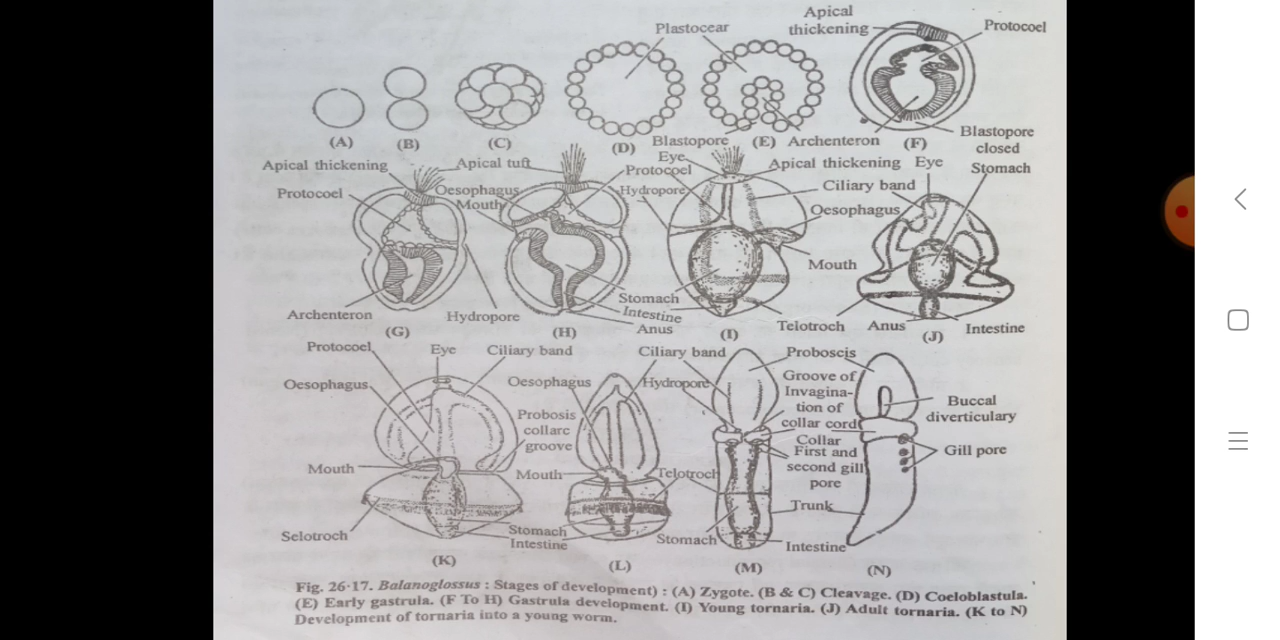 Apical thickening
Plastocear
Protocoel
(A)
(B)
(C)
(D)
Blastopore
(E)
Archenteron
(F)
Blastopore closed
Apical thickening
Apical tuft
Eye
Protocoel
Apical thickening
Eye
Stomach
Protocoel
Oesophagus
Mouth
Hydropore
Ciliary band
Oesophagus
Mouth
Archenteron
(G)
Hydropore
(H)
Stomach
Intestine
Anus
(I)
Telotroch
Anus
(J)
Intestine
Protocoel
Eye
Ciliary band
Oesophagus
Mouth
Selotroch
(K)
Oesophagus
Probosis
collarc
groove
Mouth
Stomach
Intestine
(L)
Ciliary band
Hydropore
Telotroch
Stomach
(M)
Proboscis
Groove of
Invagina-
tion of
collar cord
Collar
First and
second gill
pore
Trunk
Intestine
(N)
Buccal
diverticulary
Gill pore
Fig. 26·17. Balanoglossus : Stages of development) : (A) Zygote. (B & C) Cleavage. (D) Coeloblastula.
(E) Early gastrula. (F To H) Gastrula development. (I) Young tornaria. (J) Adult tornaria. (K to N)
Development of tornaria into a young worm.